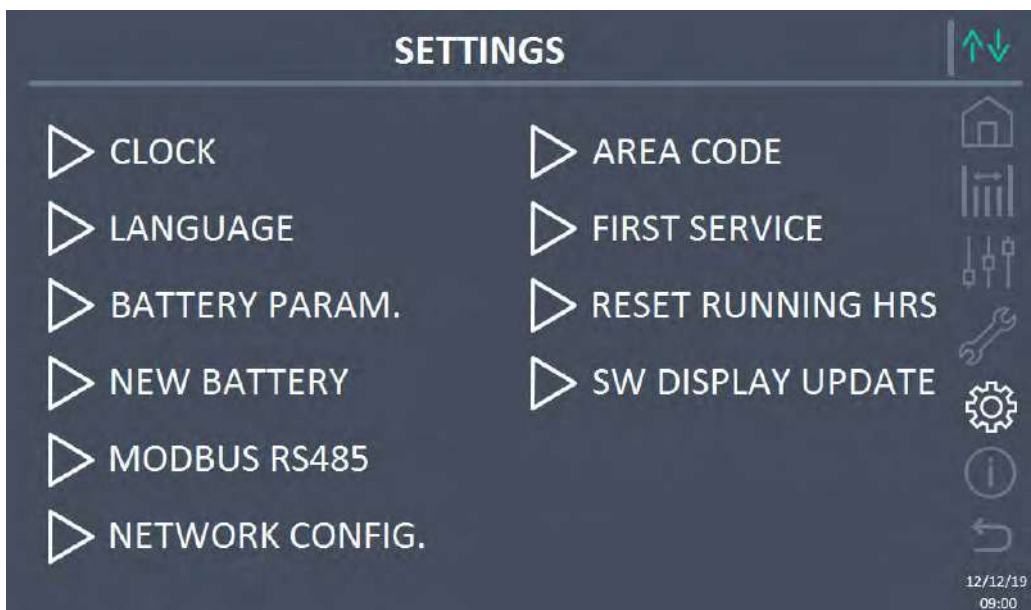 SETTINGS
CLOCK
LANGUAGE
BATTERY PARAM.
NEW BATTERY
MODBUS RS485
NETWORK CONFIG.
AREA CODE
FIRST SERVICE
RESET RUNNING HRS
SW DISPLAY UPDATE
12/12/19
09:00